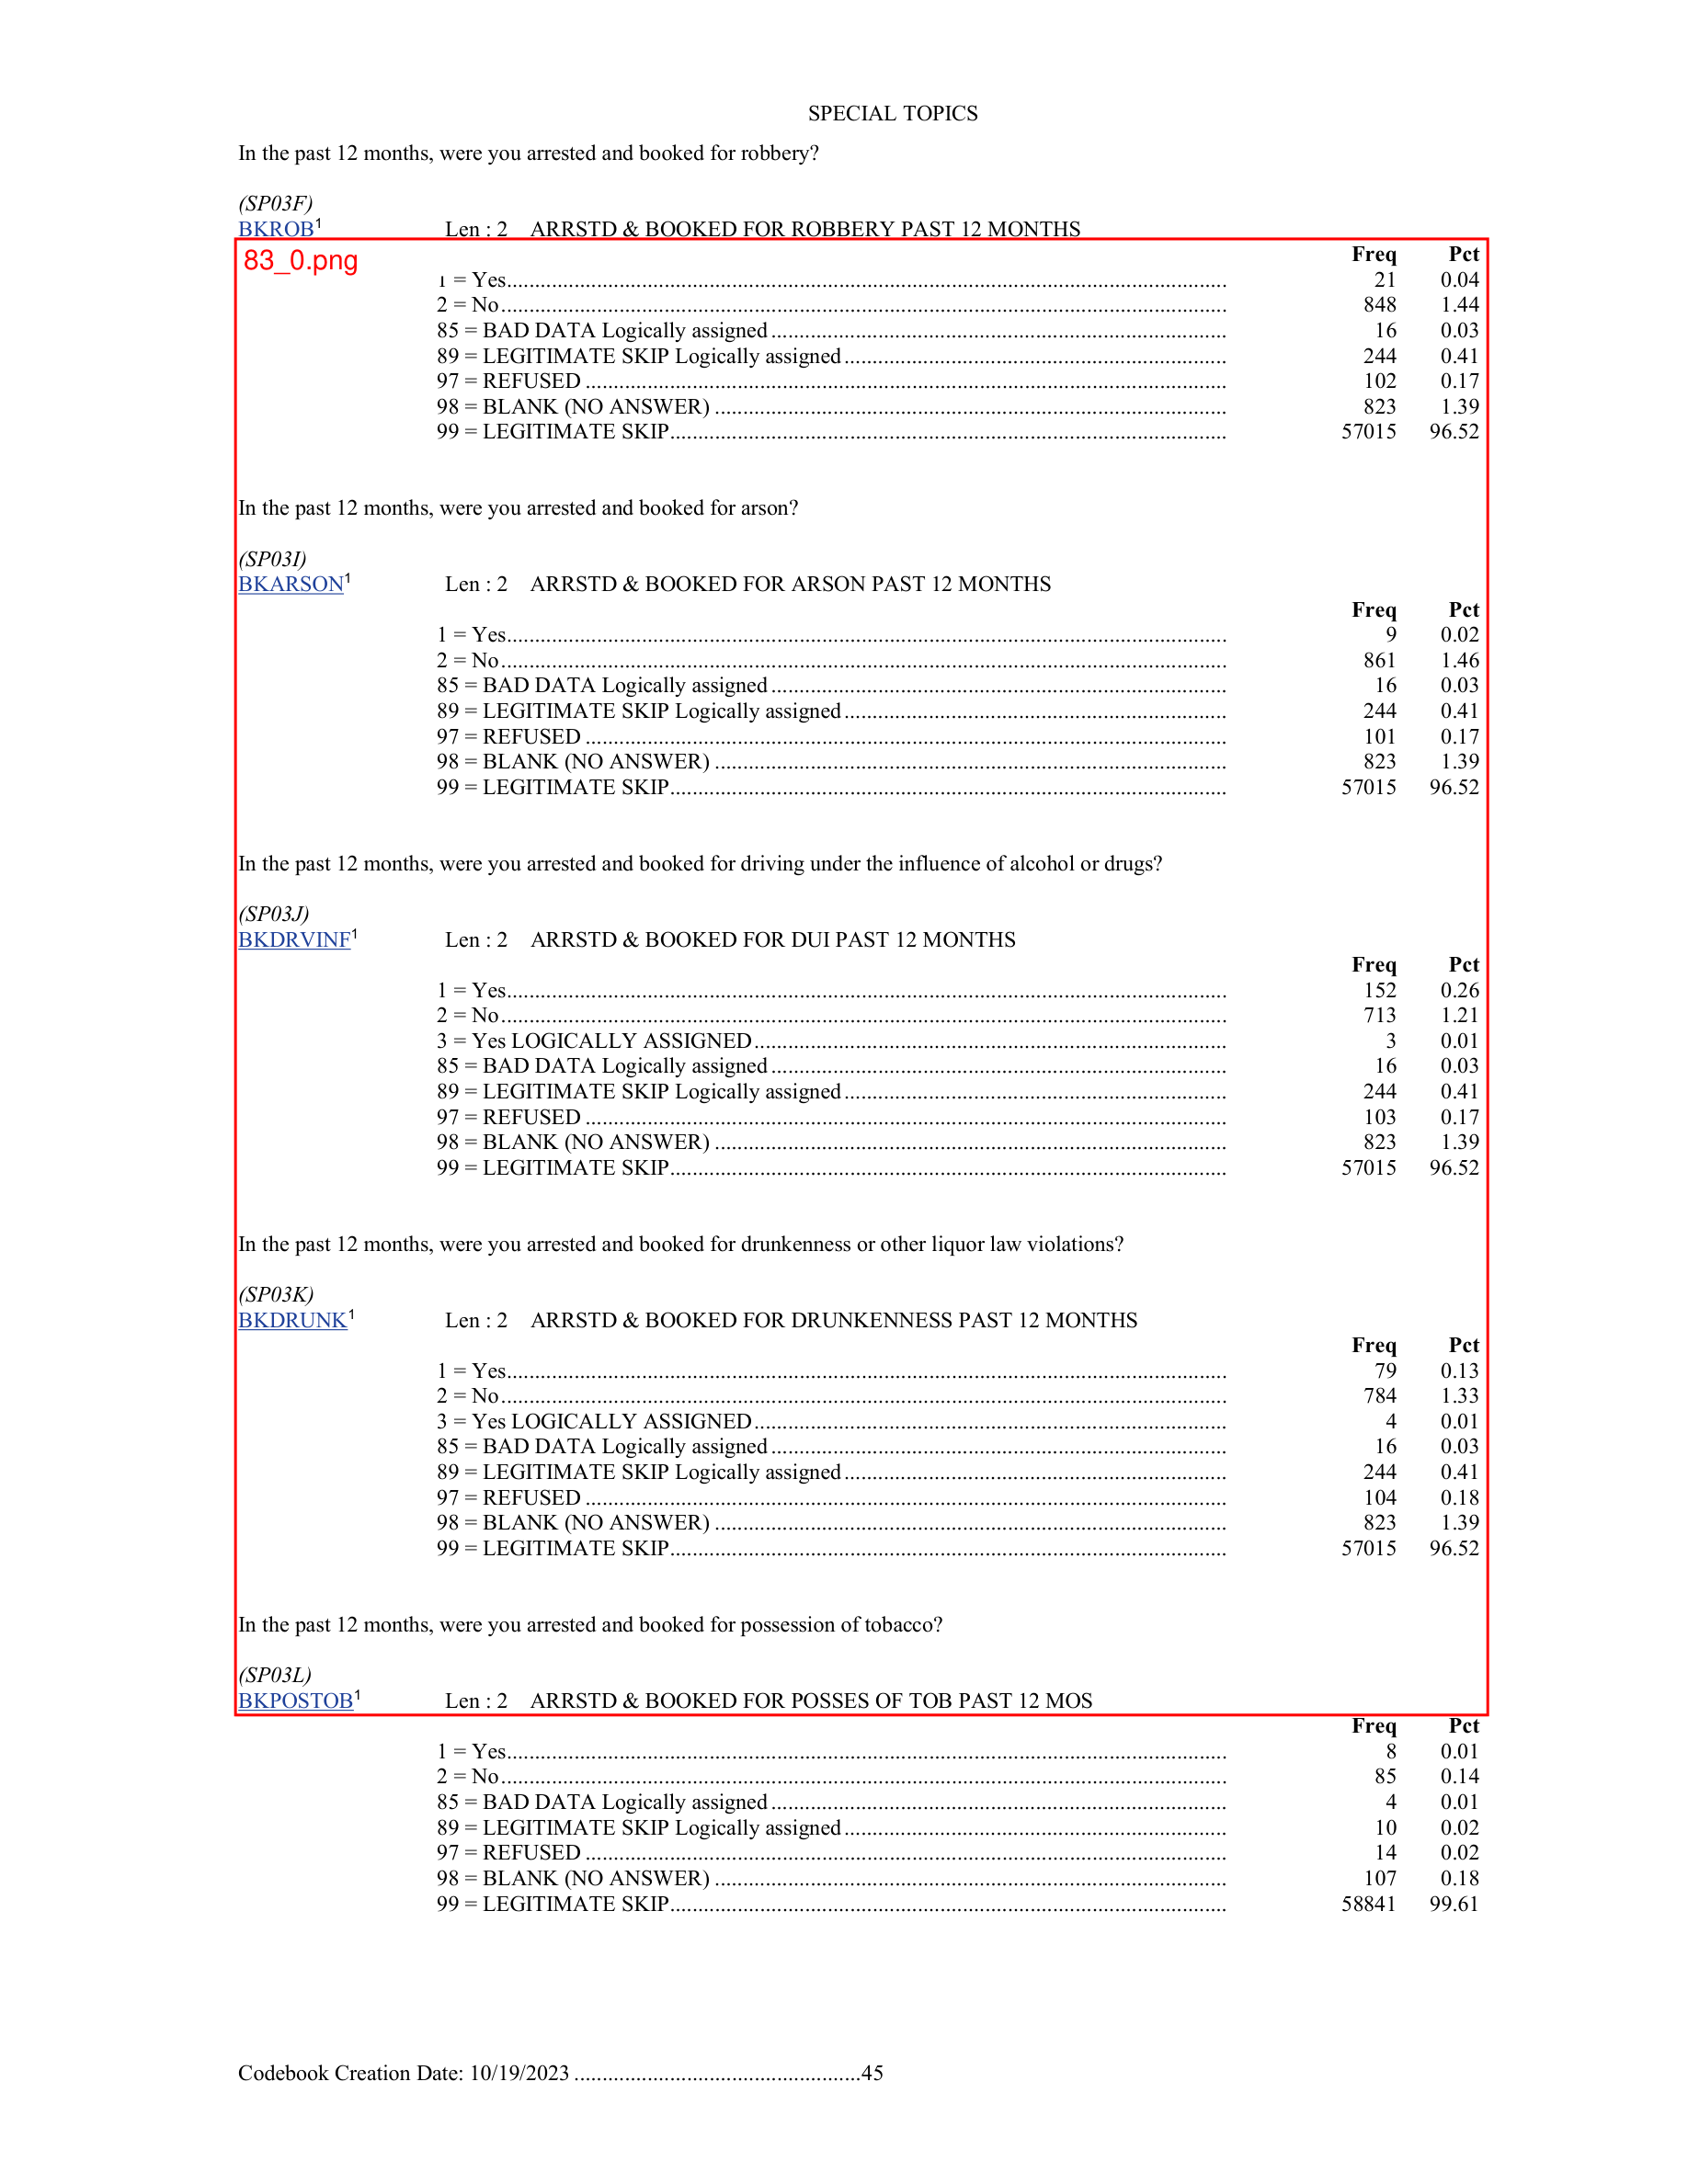 SPECIAL TOPICS
In the past 12 months, were you arrested and booked for robbery?
(SP03F)
BKROB1 Len : 2 ARRSTD & BOOKED FOR ROBBERY PAST 12 MONTHS
83_0.png
Freq Pct
1 = Yes................................................................ 21 0.04
2 = No................................................................ 848 1.44
85 = BAD DATA Logically assigned................................................................ 16 0.03
89 = LEGITIMATE SKIP Logically assigned................................................................ 244 0.41
97 = REFUSED................................................................ 102 0.17
98 = BLANK (NO ANSWER)................................................................ 823 1.39
99 = LEGITIMATE SKIP................................................................ 57015 96.52
In the past 12 months, were you arrested and booked for arson?
(SP03I)
BKARSON1 Len : 2 ARRSTD & BOOKED FOR ARSON PAST 12 MONTHS
Freq Pct
1 = Yes................................................................ 9 0.02
2 = No................................................................ 861 1.46
85 = BAD DATA Logically assigned................................................................ 16 0.03
89 = LEGITIMATE SKIP Logically assigned................................................................ 244 0.41
97 = REFUSED................................................................ 101 0.17
98 = BLANK (NO ANSWER)................................................................ 823 1.39
99 = LEGITIMATE SKIP................................................................ 57015 96.52
In the past 12 months, were you arrested and booked for driving under the influence of alcohol or drugs?
(SP03J)
BKDRVINF1 Len : 2 ARRSTD & BOOKED FOR DUI PAST 12 MONTHS
Freq Pct
1 = Yes................................................................ 152 0.26
2 = No................................................................ 713 1.21
3 = Yes LOGICALLY ASSIGNED................................................................ 3 0.01
85 = BAD DATA Logically assigned................................................................ 16 0.03
89 = LEGITIMATE SKIP Logically assigned................................................................ 244 0.41
97 = REFUSED................................................................ 103 0.17
98 = BLANK (NO ANSWER)................................................................ 823 1.39
99 = LEGITIMATE SKIP................................................................ 57015 96.52
In the past 12 months, were you arrested and booked for drunkenness or other liquor law violations?
(SP03K)
BKDRUNK1 Len : 2 ARRSTD & BOOKED FOR DRUNKENNESS PAST 12 MONTHS
Freq Pct
1 = Yes................................................................ 79 0.13
2 = No................................................................ 784 1.33
3 = Yes LOGICALLY ASSIGNED................................................................ 4 0.01
85 = BAD DATA Logically assigned................................................................ 16 0.03
89 = LEGITIMATE SKIP Logically assigned................................................................ 244 0.41
97 = REFUSED................................................................ 104 0.18
98 = BLANK (NO ANSWER)................................................................ 823 1.39
99 = LEGITIMATE SKIP................................................................ 57015 96.52
In the past 12 months, were you arrested and booked for possession of tobacco?
(SP03L)
BKPOSTOB1 Len : 2 ARRSTD & BOOKED FOR POSSES OF TOB PAST 12 MOS
Freq Pct
1 = Yes................................................................ 8 0.01
2 = No................................................................ 85 0.14
85 = BAD DATA Logically assigned................................................................ 4 0.01
89 = LEGITIMATE SKIP Logically assigned................................................................ 10 0.02
97 = REFUSED................................................................ 14 0.02
98 = BLANK (NO ANSWER)................................................................ 107 0.18
99 = LEGITIMATE SKIP................................................................ 58841 99.61
Codebook Creation Date: 10/19/2023 ...................................................45